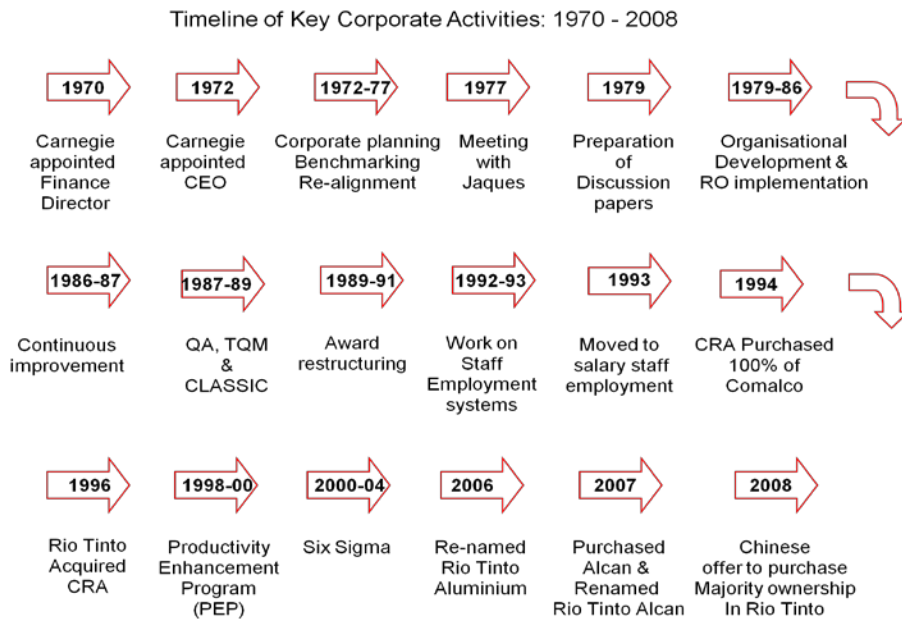 Timeline of Key Corporate Activities: 1970 - 2008
1970
1972
1972-77
1977
1979
1979-86
Carnegie
appointed
Finance
Director
Carnegie
appointed
CEO
Corporate planning
Benchmarking
Re-alignment
Meeting
with
Jaques
Preparation
of
Discussion
papers
Organisational
Development &
RO implementation
1986-87
1987-89
1989-91
1992-93
1993
1994
Continuous
improvement
QA, TQM
&
CLASSIC
Award
restructuring
Work on
Staff
Employment
systems
Moved to
salary staff
employment
CRA Purchased
100% of
Comalco
1996
1998-00
2000-04
2006
2007
2008
Rio Tinto
Acquired
CRA
Productivity
Enhancement
Program
(PEP)
Six Sigma
Re-named
Rio Tinto
Aluminium
Purchased
Alcan &
Renamed
Rio Tinto Alcan
Chinese
offer to purchase
Majority ownership
In Rio Tinto